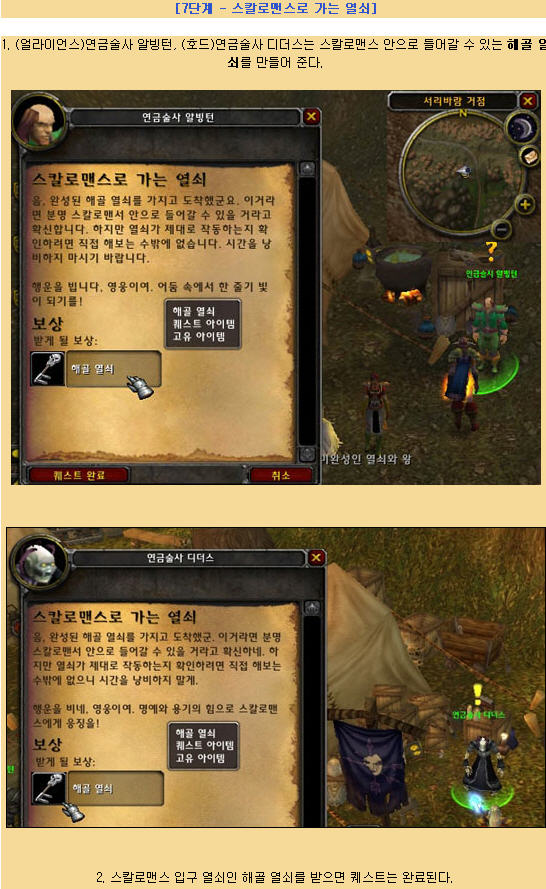 [7단계 - 스칼로맨스로 가는 열쇠]
1. (얼라이언스)연금술사 알빙턴, (호드)연금술사 디더스는 스칼로맨스 안으로 들어갈 수 있는 해골 열
쇠를 만들어 준다.
연금술사 알빙턴
서리바람 거점
N
스칼로맨스로 가는 열쇠
음, 완성된 해골 열쇠를 가지고 도착했군요. 이거라
면 분명 스칼로맨서 안으로 들어갈 수 있을 거라고
확신합니다. 하지만 열쇠가 제대로 작동하는지 확
인하려면 직접 해보는 수밖에 없습니다. 시간을 낭
비하지 마시기 바랍니다.
행운을 빕니다, 영웅이여. 어둠 속에서 한 줄기 빛
이 되기를!
보상
받게 될 보상:
해골 열쇠
해골 열쇠
퀘스트 아이템
고유 아이템
?
연금술사 알빙턴
미완성인 열쇠와 왕
퀘스트 완료
취소
연금술사 디더스
스칼로맨스로 가는 열쇠
음, 완성된 해골 열쇠를 가지고 도착했군. 이거라면 분명
스칼로맨서 안으로 들어갈 수 있을 거라고 확신하네. 하
지만 열쇠가 제대로 작동하는지 확인하려면 직접 해보는
수밖에 없으니 시간을 낭비하지 말게.
행운을 비네, 영웅이여. 명예와 용기의 힘으로 스칼로맨
스에게 응징을!
보상
받게 될 보상:
해골 열쇠
해골 열쇠
퀘스트 아이템
고유 아이템
!
연금술사 디더스
2. 스칼로맨스 입구 열쇠인 해골 열쇠를 받으면 퀘스트는 완료된다.